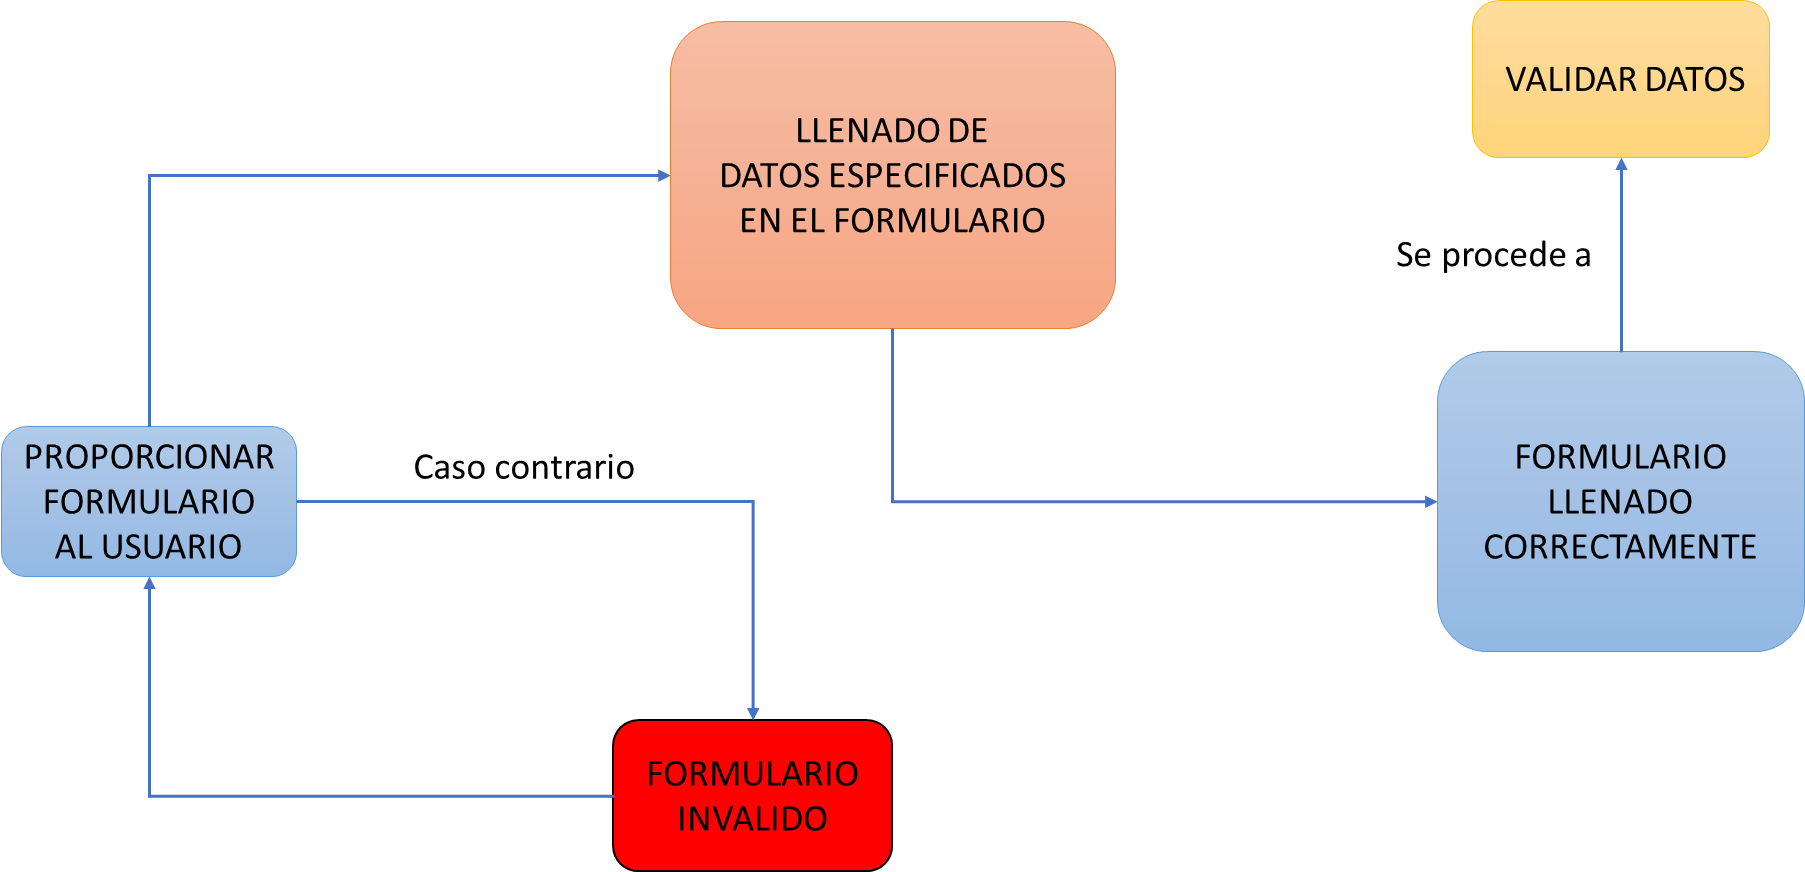 LLENADO DE
DATOS ESPECIFICADOS
EN EL FORMULARIO
VALIDAR DATOS
Se procede a
PROPORCIONAR
FORMULARIO
AL USUARIO
Caso contrario
FORMULARIO
LLENADO
CORRECTAMENTE
FORMULARIO
INVALIDO